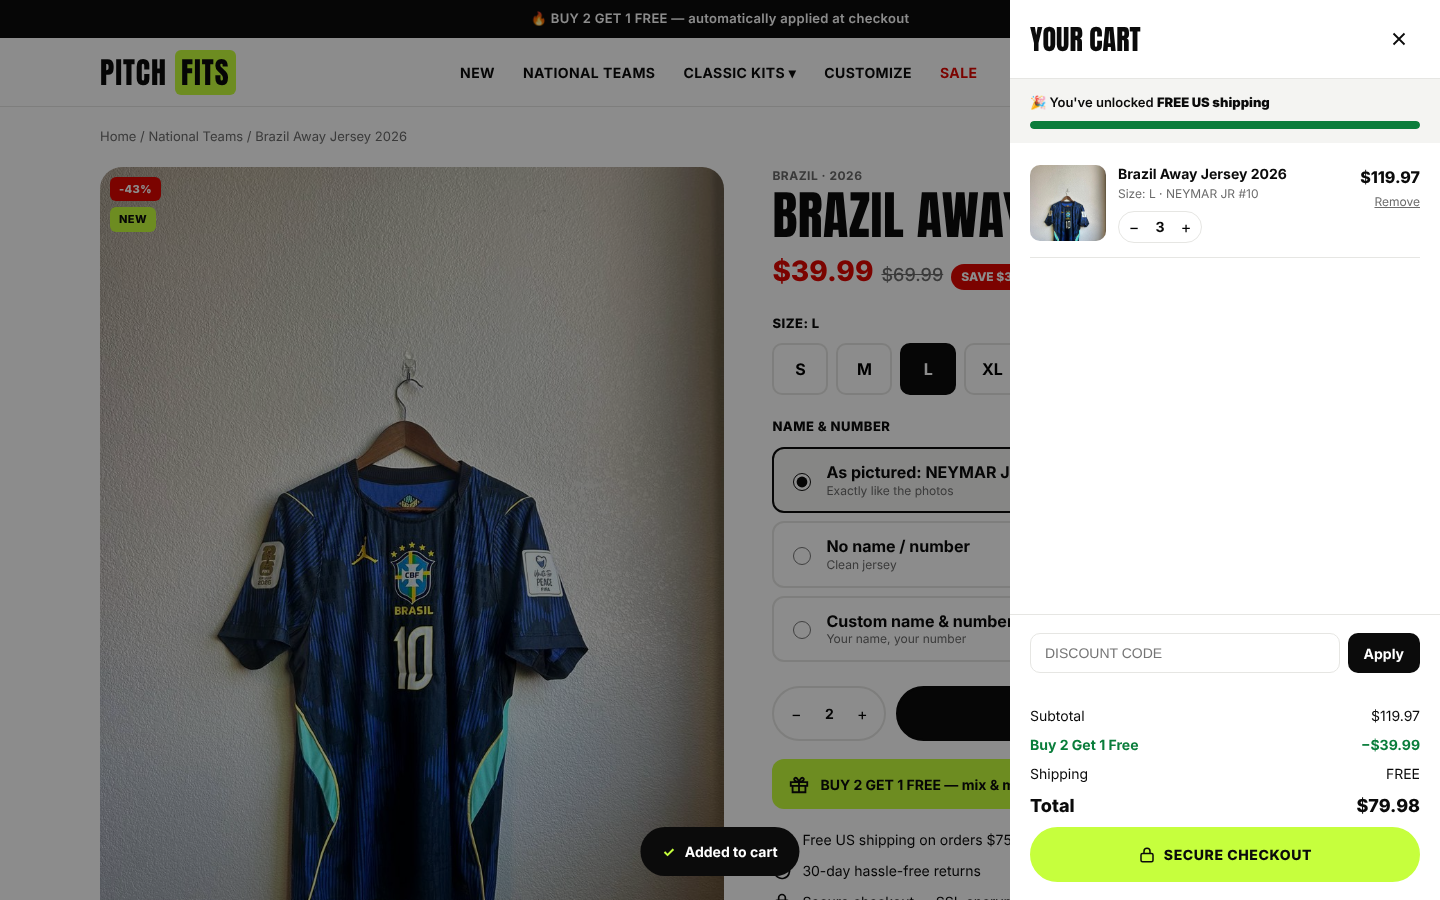 🔥 BUY 2 GET 1 FREE — automatically applied at checkout
PITCH FITS
NEW
NATIONAL TEAMS
CLASSIC KITS ▾
CUSTOMIZE
SALE
Home / National Teams / Brazil Away Jersey 2026
-43%
NEW
BRASIL
10
CBF
BRAZIL · 2026
BRAZIL AWAY
$39.99 $69.99 SAVE $3
SIZE: L
S M L XL
NAME & NUMBER
As pictured: NEYMAR J
Exactly like the photos
No name / number
Clean jersey
Custom name & number
Your name, your number
− 2 +
BUY 2 GET 1 FREE — mix & m
Free US shipping on orders $75
30-day hassle-free returns
✓ Added to cart
YOUR CART
✕
🎉 You've unlocked FREE US shipping
Brazil Away Jersey 2026
Size: L · NEYMAR JR #10
− 3 +
$119.97
Remove
DISCOUNT CODE
Apply
Subtotal $119.97
Buy 2 Get 1 Free −$39.99
Shipping FREE
Total $79.98
SECURE CHECKOUT